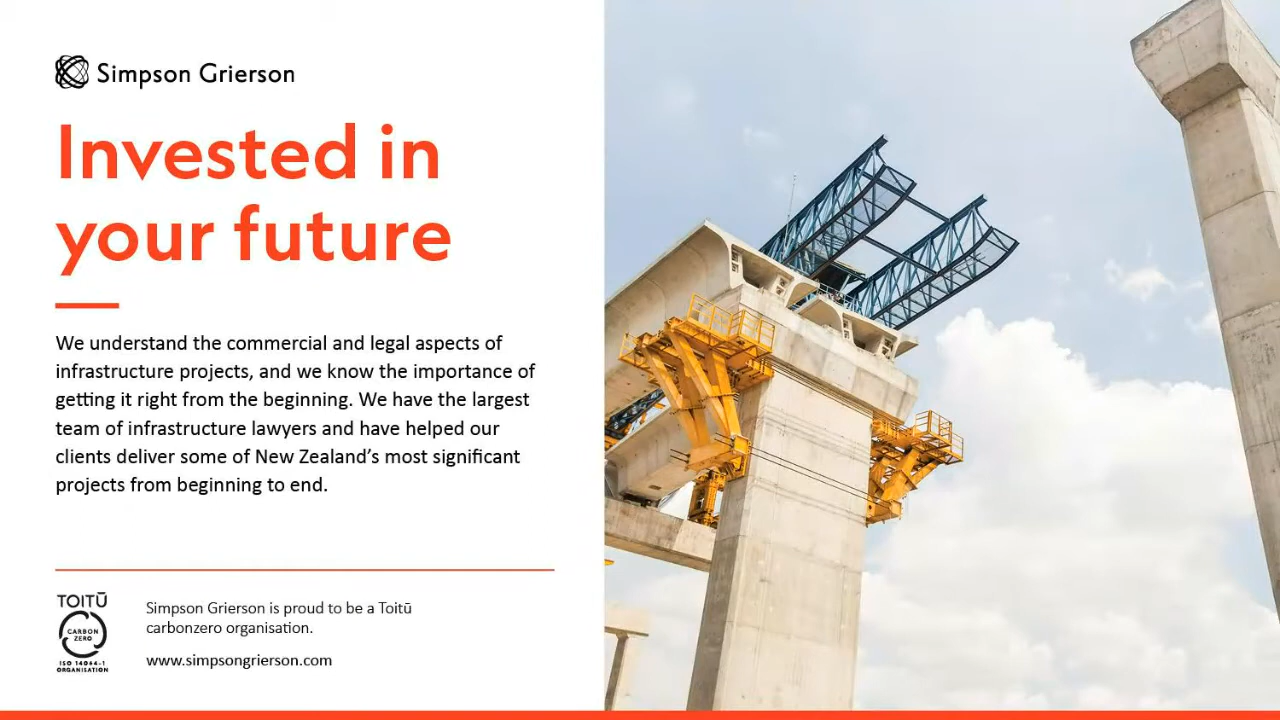 Simpson Grierson
Invested in
your future
We understand the commercial and legal aspects of
infrastructure projects, and we know the importance of
getting it right from the beginning. We have the largest
team of infrastructure lawyers and have helped our
clients deliver some of New Zealand’s most significant
projects from beginning to end.
TOITŪ
CARBON
ZERO
ISO 14064-1
ORGANISATION
Simpson Grierson is proud to be a Toitū
carbonzero organisation.
www.simpsongrierson.com